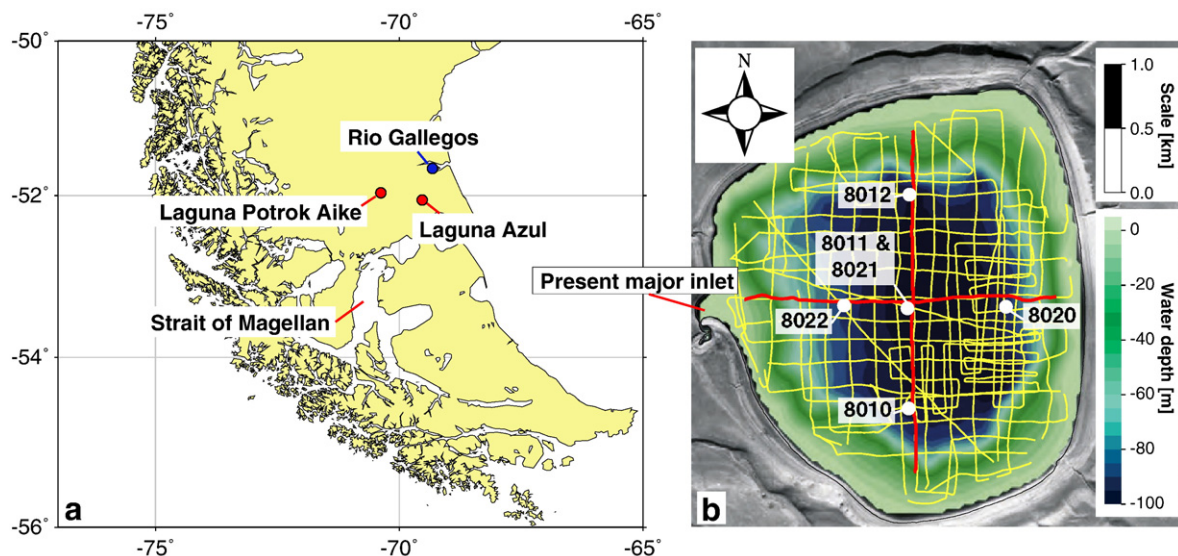 -75˚
-70˚
-65˚
-50˚
-52˚
-54˚
-56˚
Rio Gallegos
Laguna Potrok Aike
Laguna Azul
Strait of Magellan
a
-75˚
-70˚
-65˚
N
8012
8011 &
8021
Present major inlet
8022
8020
8010
b
1.0
0.5
0.0
Scale [km]
0
-20
-40
-60
-80
-100
Water depth [m]